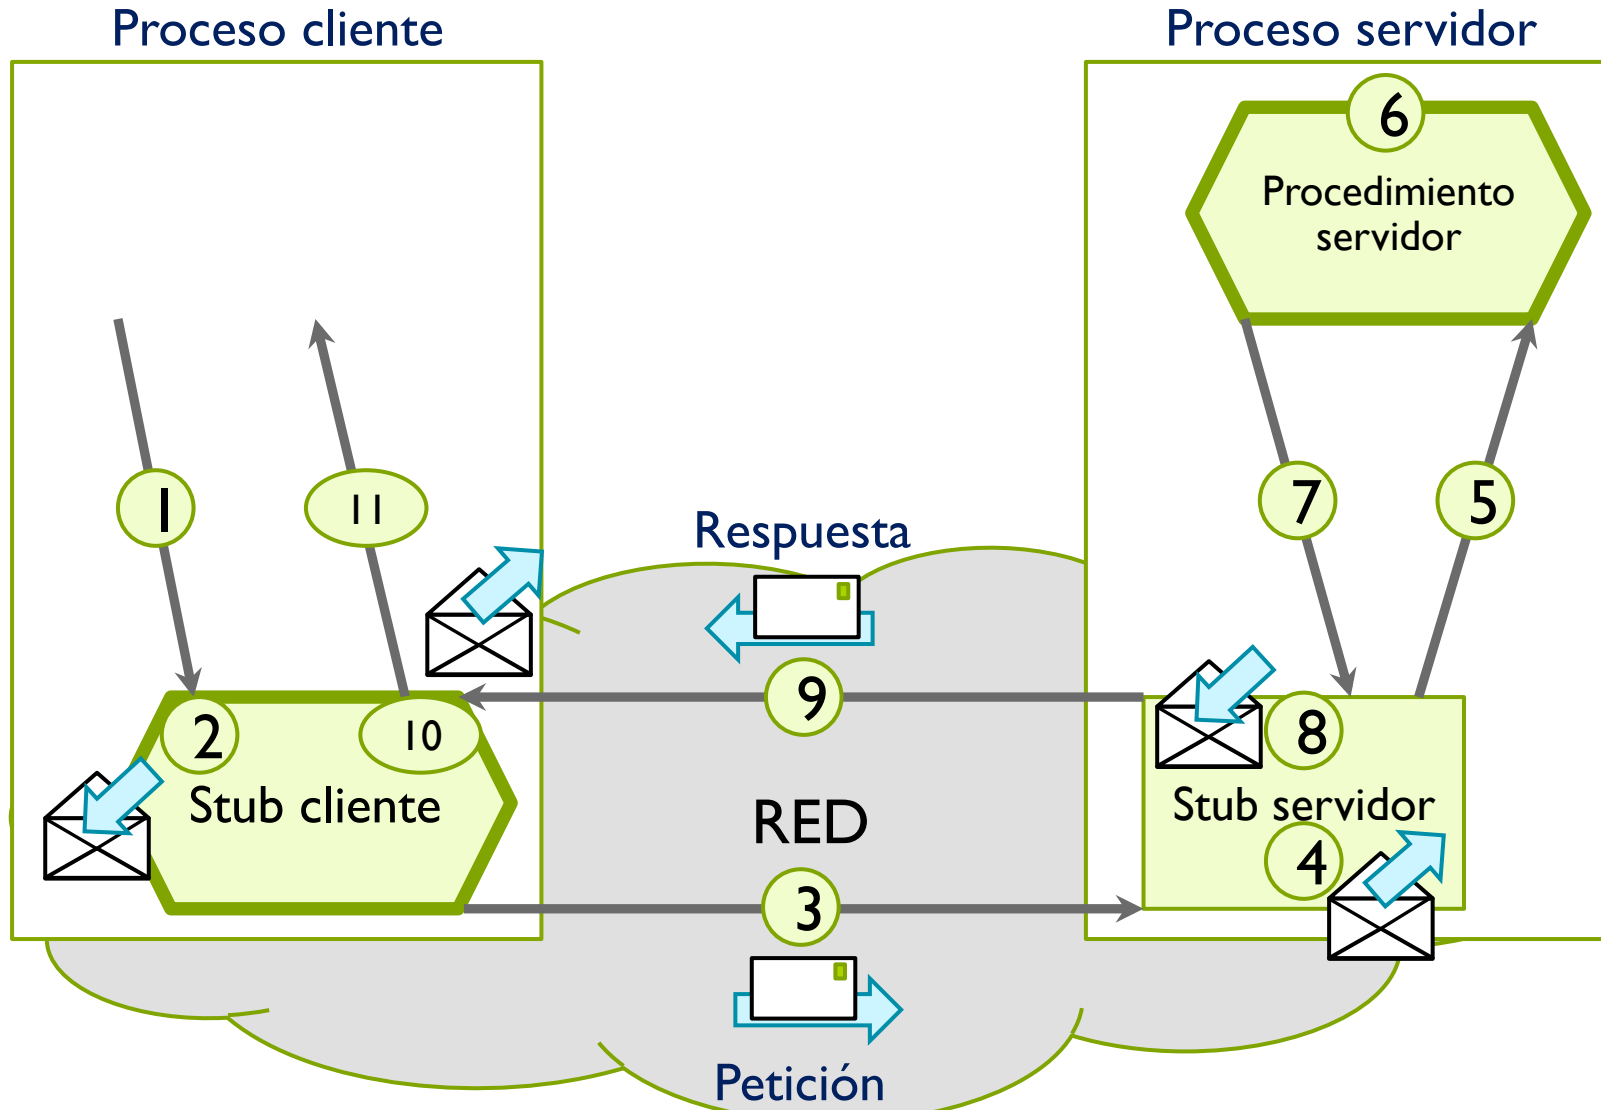 Proceso cliente
Proceso servidor
6
Procedimiento
servidor
1
11
7
5
Respuesta
9
2
10
8
Stub cliente
RED
Stub servidor
4
3
Petición